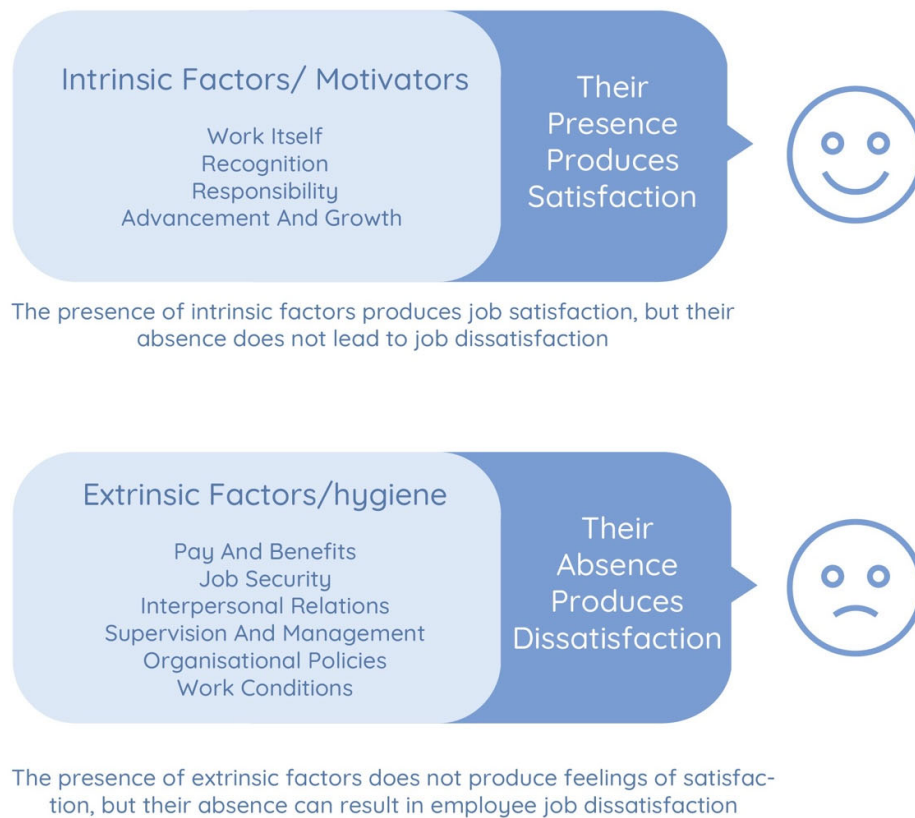 Intrinsic Factors/ Motivators
Work Itself
Recognition
Responsibility
Advancement And Growth
Their
Presence
Produces
Satisfaction
The presence of intrinsic factors produces job satisfaction, but their
absence does not lead to job dissatisfaction
Extrinsic Factors/hygiene
Pay And Benefits
Job Security
Interpersonal Relations
Supervision And Management
Organisational Policies
Work Conditions
Their
Absence
Produces
Dissatisfaction
The presence of extrinsic factors does not produce feelings of satisfac-
tion, but their absence can result in employee job dissatisfaction